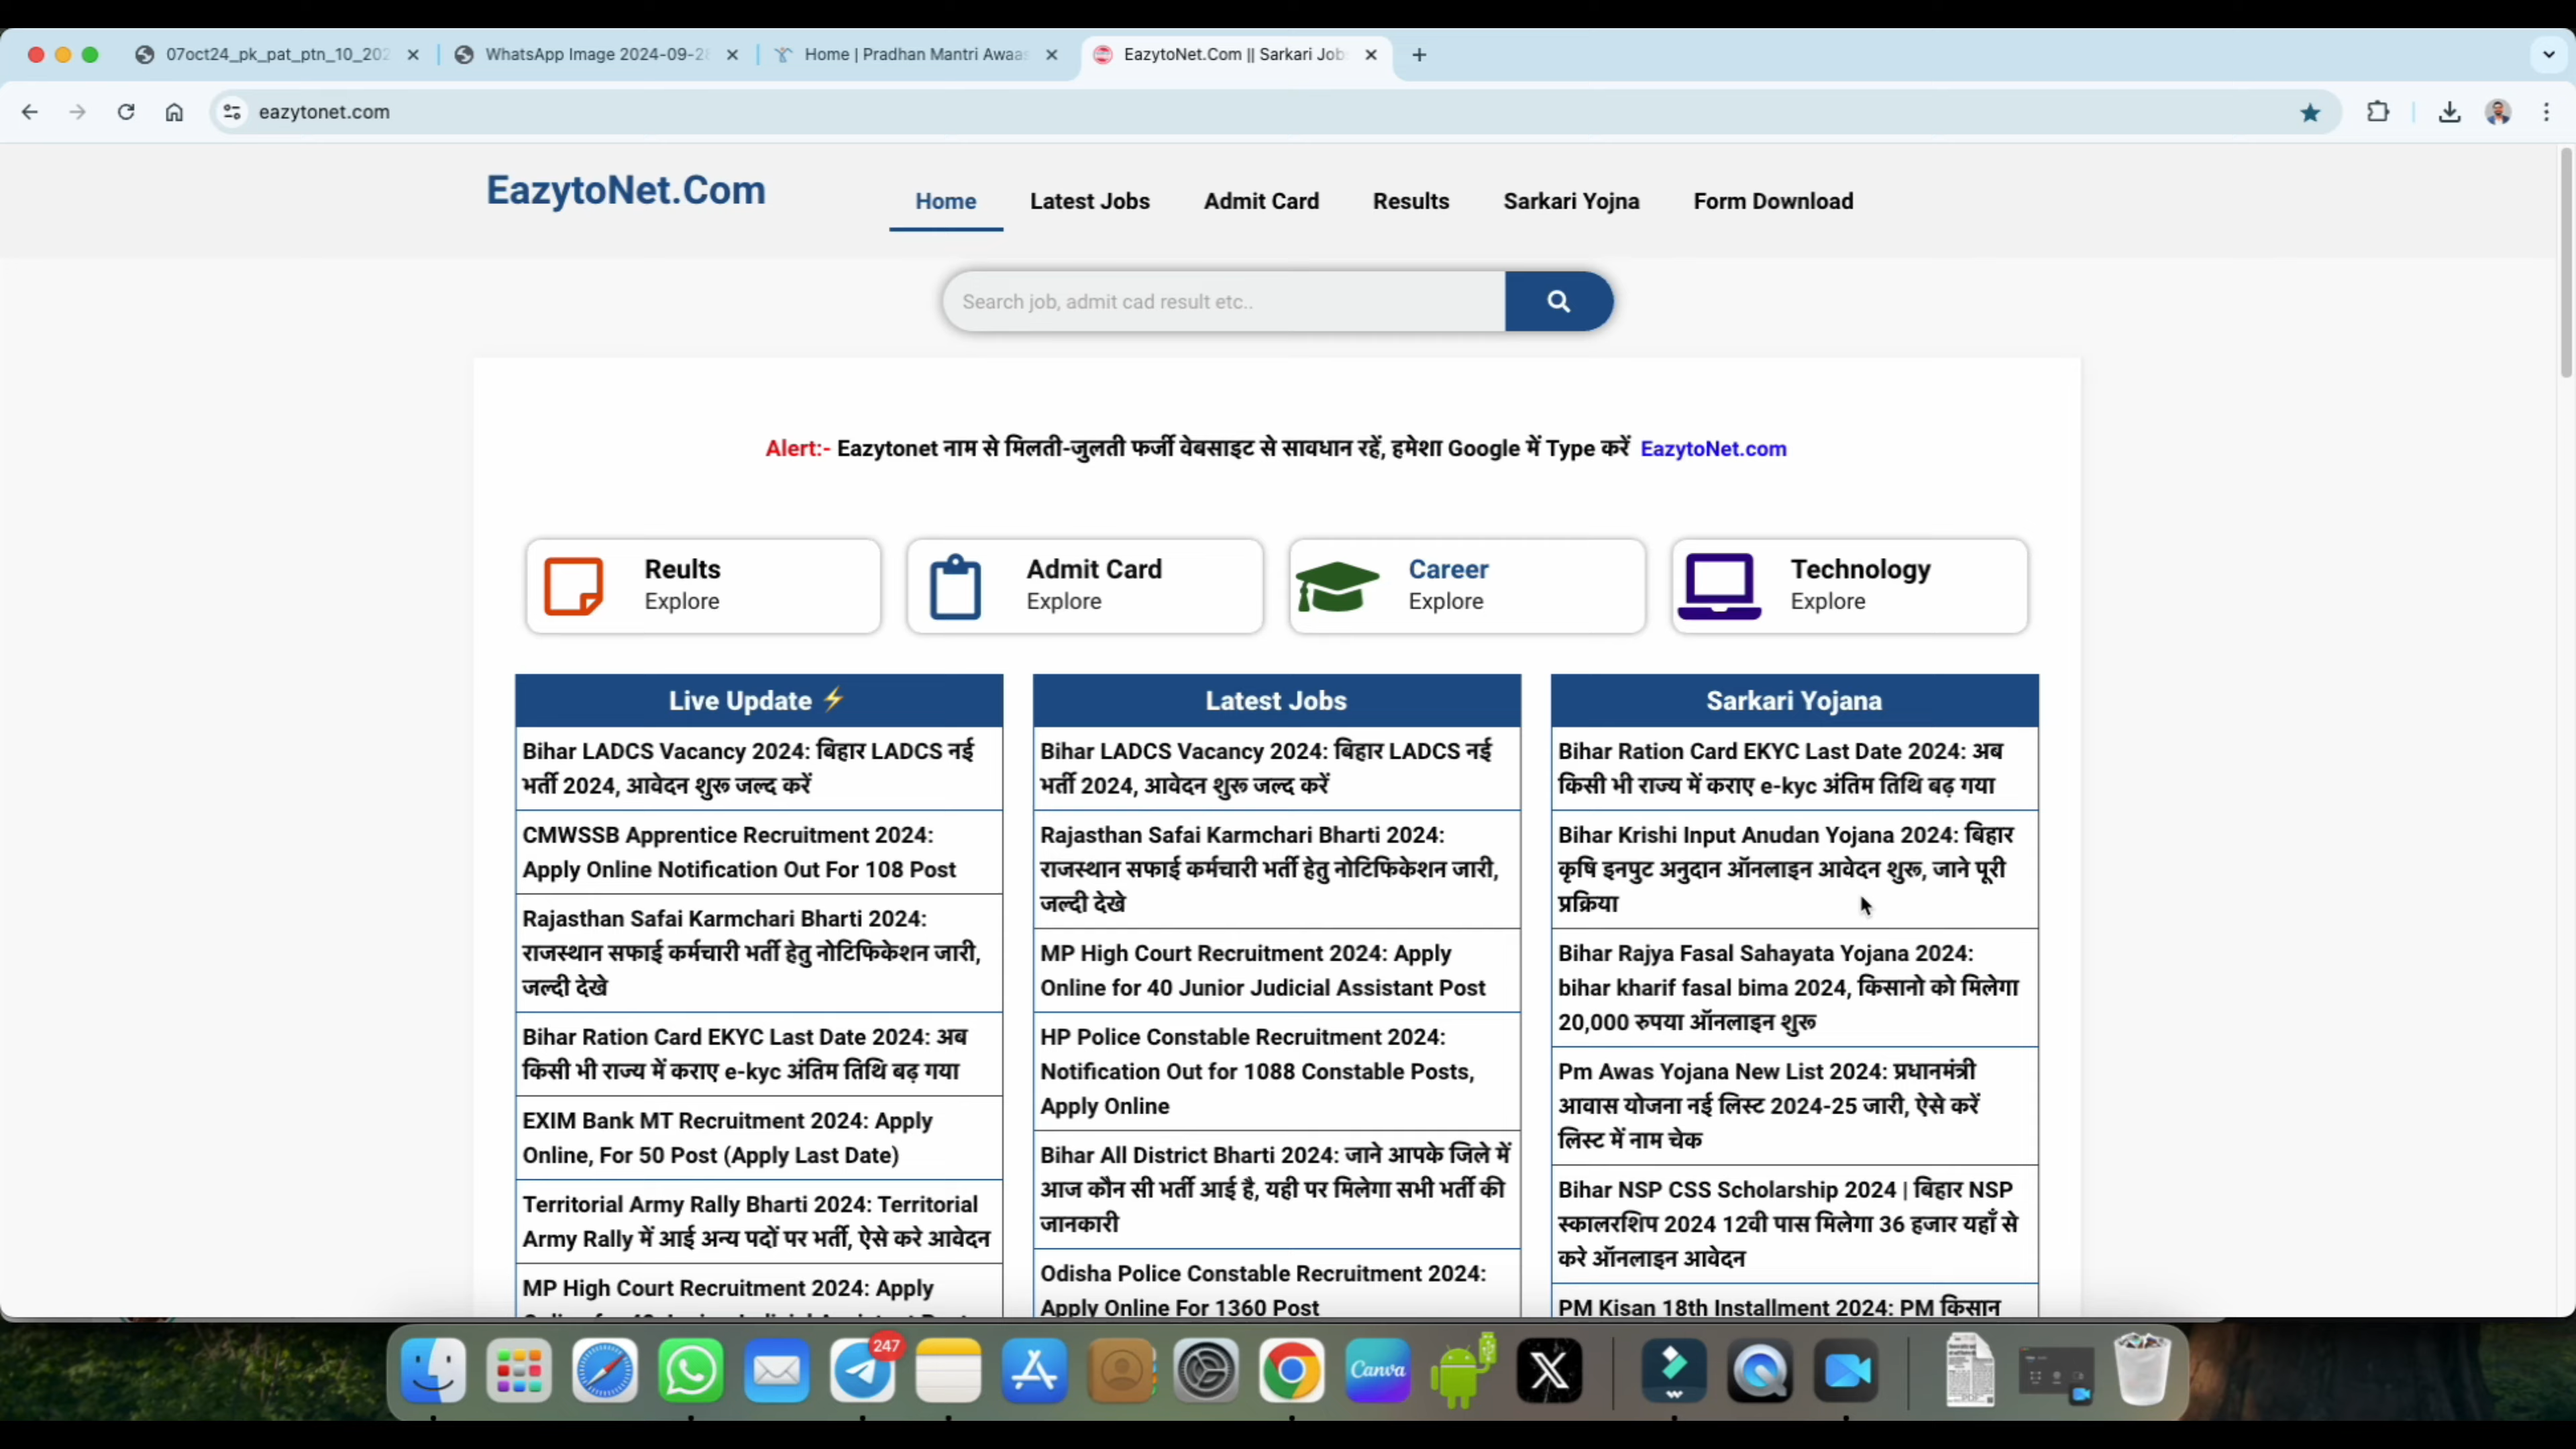 07oct24_pk_pat_ptn_10_202
WhatsApp Image 2024-09-28
Home | Pradhan Mantri Awaas
EazytoNet.Com || Sarkari Job
eazytonet.com
EazytoNet.Com
Home
Latest Jobs
Admit Card
Results
Sarkari Yojna
Form Download
Search job, admit cad result etc..
Alert:- Eazytonet नाम से मिलती-जुलती फर्जी वेबसाइट से सावधान रहें, हमेशा Google में Type करें EazytoNet.com
Reults
Explore
Admit Card
Explore
Career
Explore
Technology
Explore
Live Update ⚡
Bihar LADCS Vacancy 2024: बिहार LADCS नई
भर्ती 2024, आवेदन शुरू जल्द करें
CMWSSB Apprentice Recruitment 2024:
Apply Online Notification Out For 108 Post
Rajasthan Safai Karmchari Bharti 2024:
राजस्थान सफाई कर्मचारी भर्ती हेतु नोटिफिकेशन जारी,
जल्दी देखे
Bihar Ration Card EKYC Last Date 2024: अब
किसी भी राज्य में कराए e-kyc अंतिम तिथि बढ़ गया
EXIM Bank MT Recruitment 2024: Apply
Online, For 50 Post (Apply Last Date)
Territorial Army Rally Bharti 2024: Territorial
Army Rally में आई अन्य पदों पर भर्ती, ऐसे करे आवेदन
MP High Court Recruitment 2024: Apply
Latest Jobs
Bihar LADCS Vacancy 2024: बिहार LADCS नई
भर्ती 2024, आवेदन शुरू जल्द करें
Rajasthan Safai Karmchari Bharti 2024:
राजस्थान सफाई कर्मचारी भर्ती हेतु नोटिफिकेशन जारी,
जल्दी देखे
MP High Court Recruitment 2024: Apply
Online for 40 Junior Judicial Assistant Post
HP Police Constable Recruitment 2024:
Notification Out for 1088 Constable Posts,
Apply Online
Bihar All District Bharti 2024: जाने आपके जिले में
आज कौन सी भर्ती आई है, यही पर मिलेगा सभी भर्ती की
जानकारी
Odisha Police Constable Recruitment 2024:
Apply Online For 1360 Post
Sarkari Yojana
Bihar Ration Card EKYC Last Date 2024: अब
किसी भी राज्य में कराए e-kyc अंतिम तिथि बढ़ गया
Bihar Krishi Input Anudan Yojana 2024: बिहार
कृषि इनपुट अनुदान ऑनलाइन आवेदन शुरू, जाने पूरी
प्रक्रिया
Bihar Rajya Fasal Sahayata Yojana 2024:
bihar kharif fasal bima 2024, किसानो को मिलेगा
20,000 रुपया ऑनलाइन शुरू
Pm Awas Yojana New List 2024: प्रधानमंत्री
आवास योजना नई लिस्ट 2024-25 जारी, ऐसे करें
लिस्ट में नाम चेक
Bihar NSP CSS Scholarship 2024 | बिहार NSP
स्कालरशिप 2024 12वी पास मिलेगा 36 हजार यहाँ से
करे ऑनलाइन आवेदन
PM Kisan 18th Installment 2024: PM किसान
247
Canva